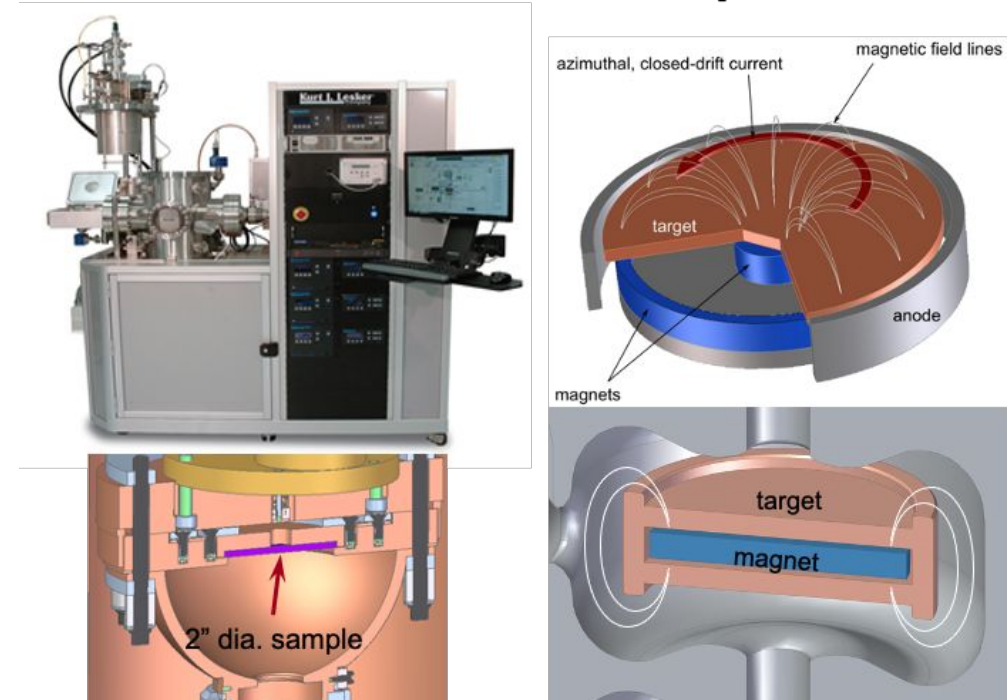 Kurt J. Lesker
azimuthal, closed-drift current
magnetic field lines
target
anode
magnets
2” dia. sample
target
magnet